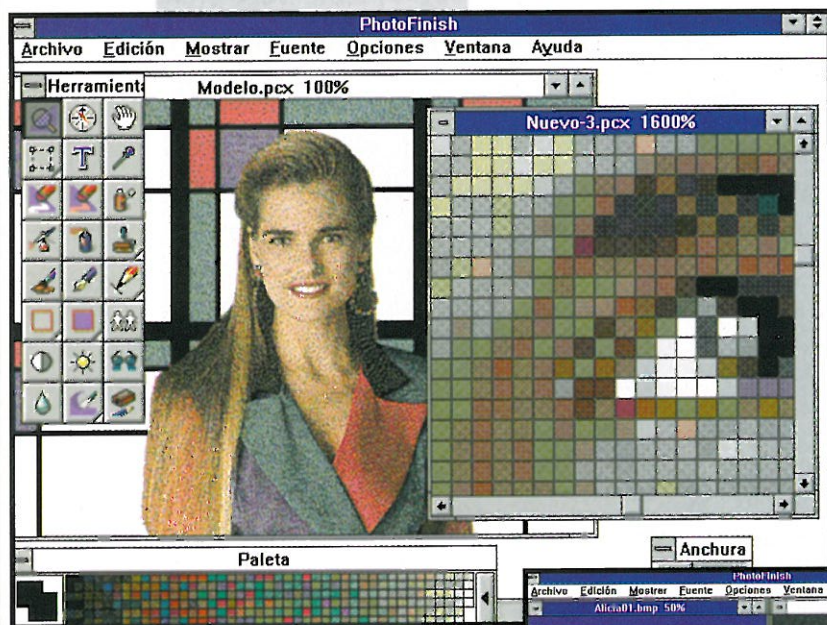 PhotoFinish
Archivo Edición Mostrar Fuente Opciones Ventana Ayuda
Herramienta
Modelo.pcx 100%
Nuevo-3.pcx 1600%
T
Paleta
Anchura
PhotoFinish
Archivo Edición Mostrar Fuente Opciones Ventana
Alicia01.bmp 50%